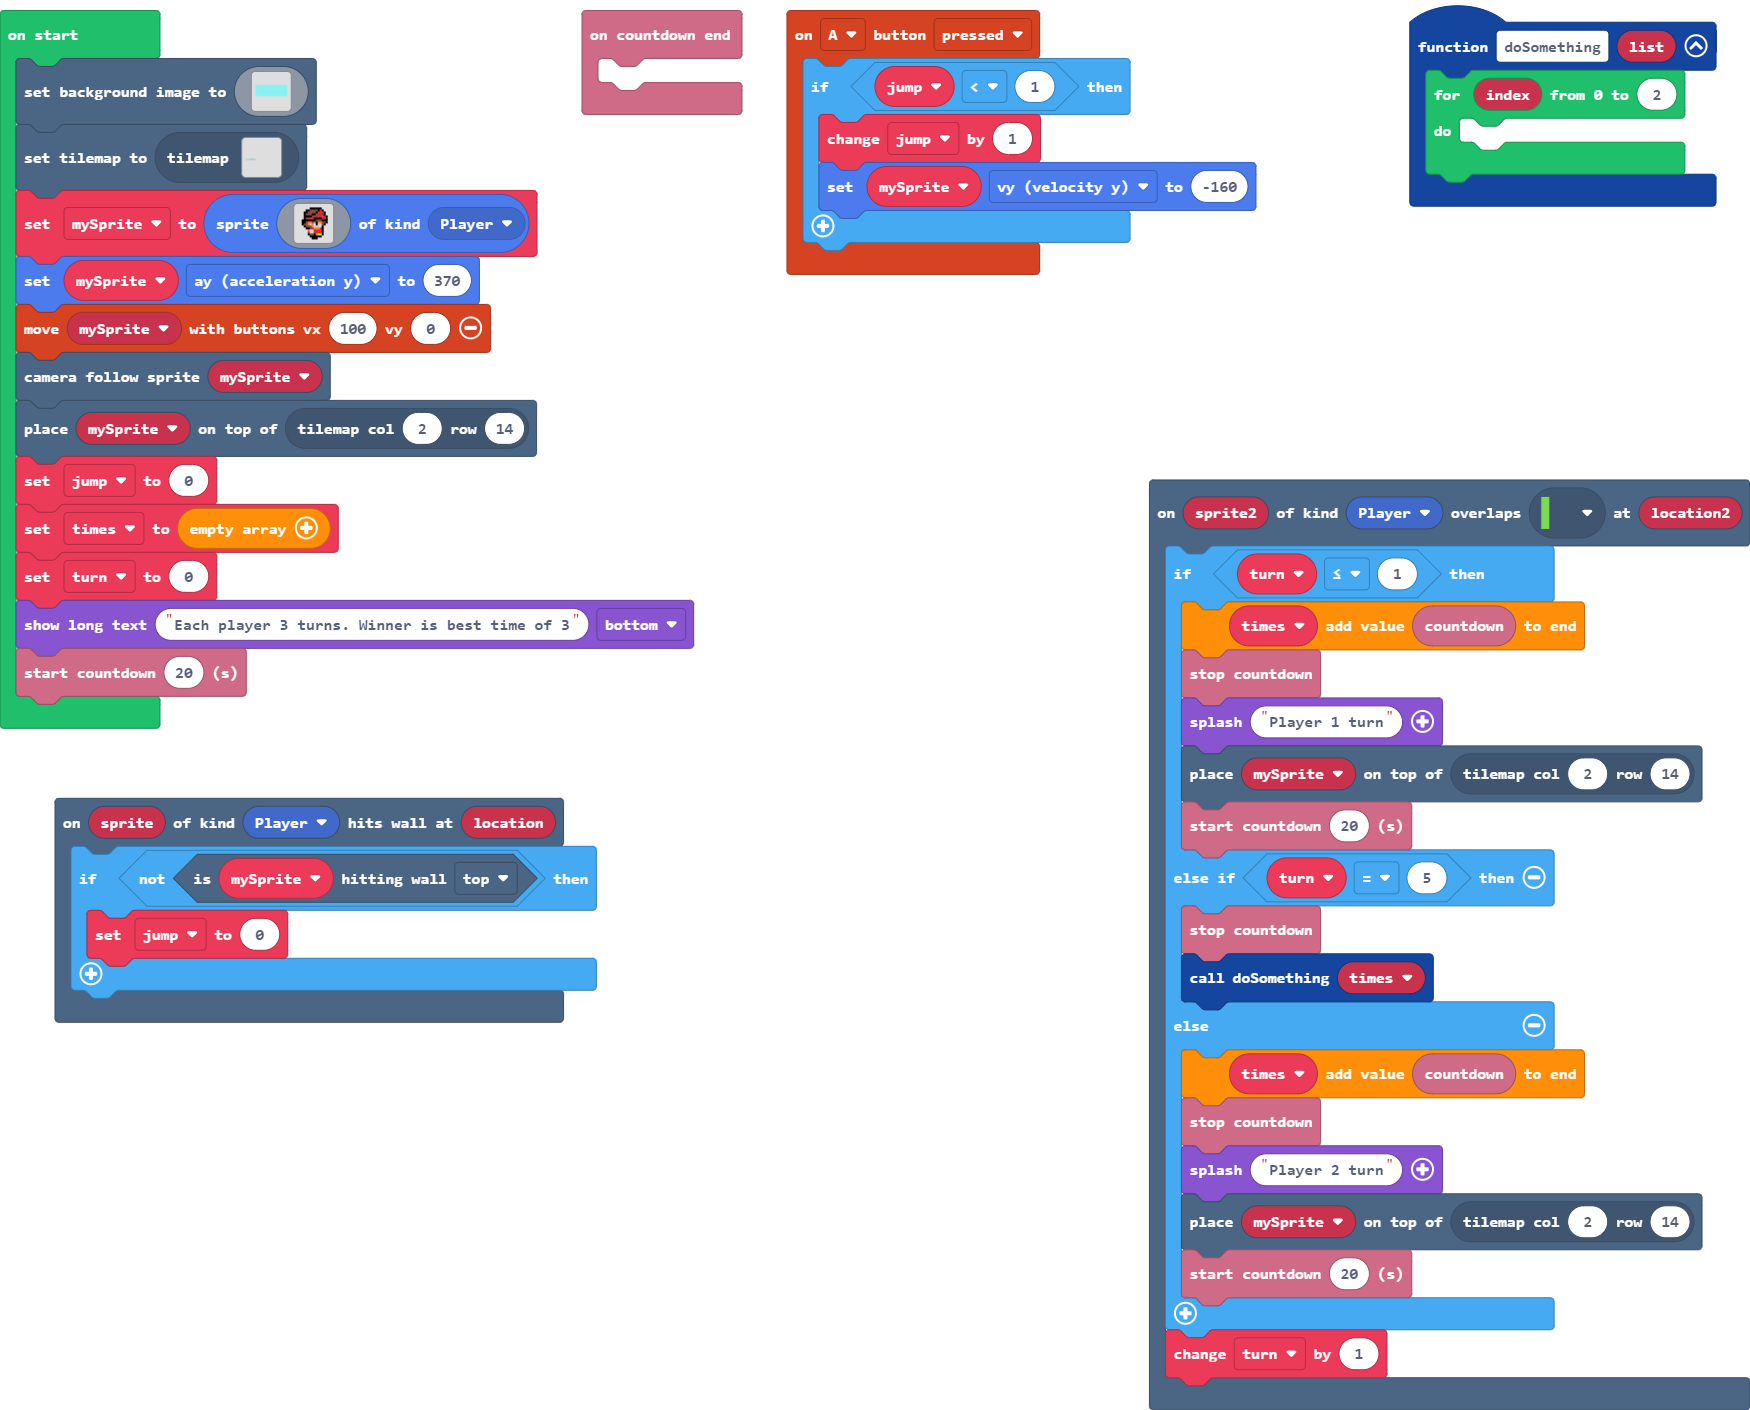 on start
set background image to
set tilemap to tilemap
set mySprite to sprite of kind Player
set mySprite ay (acceleration y) to 370
move mySprite with buttons vx 100 vy 0
camera follow sprite mySprite
place mySprite on top of tilemap col 2 row 14
set jump to 0
set times to empty array
set turn to 0
show long text "Each player 3 turns. Winner is best time of 3" bottom
start countdown 20 (s)
on countdown end
on A button pressed
if jump < 1 then
change jump by 1
set mySprite vy (velocity y) to -160
function doSomething list
for index from 0 to 2
do
on sprite of kind Player hits wall at location
if not is mySprite hitting wall top then
set jump to 0
on sprite2 of kind Player overlaps at location2
if turn ≤ 1 then
times add value countdown to end
stop countdown
splash "Player 1 turn"
place mySprite on top of tilemap col 2 row 14
start countdown 20 (s)
else if turn = 5 then
stop countdown
call doSomething times
else
times add value countdown to end
stop countdown
splash "Player 2 turn"
place mySprite on top of tilemap col 2 row 14
start countdown 20 (s)
change turn by 1